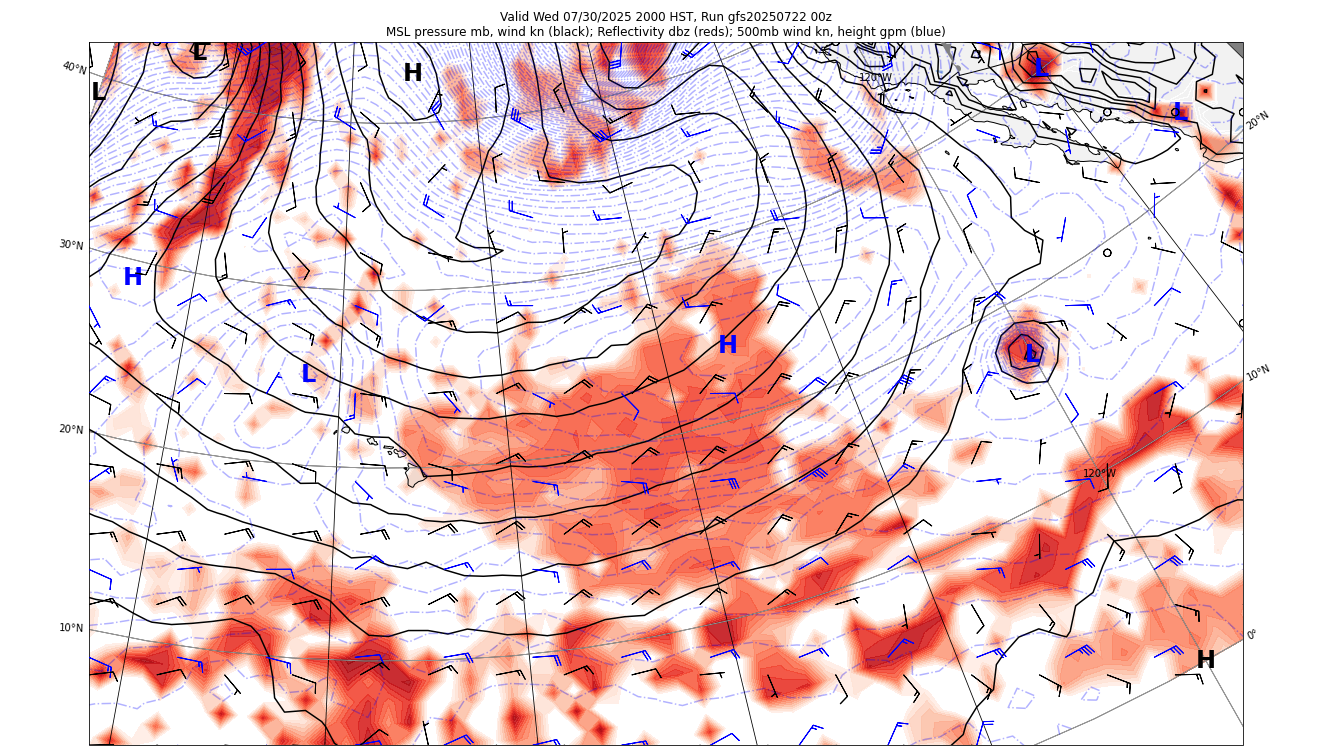 Valid Wed 07/30/2025 2000 HST, Run gfs20250722 00z
MSL pressure mb, wind kn (black); Reflectivity dbz (reds); 500mb wind kn, height gpm (blue)
L
H
40°N
L
120°W
L
L
20°N
30°N
H
H
L
L
10°N
20°N
120°W
10°N
0°
H